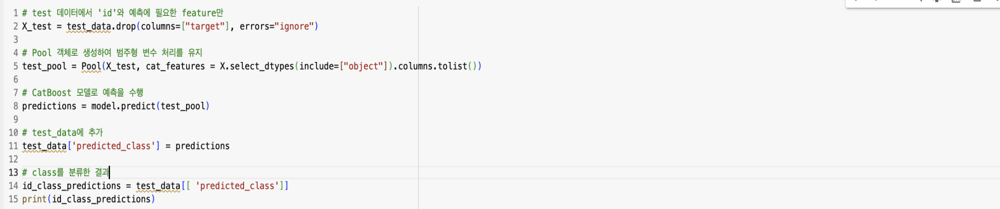 1 # test 데이터에서 'id'와 예측에 필요한 feature만
2 X_test = test_data.drop(columns=["target"], errors="ignore")
3
4 # Pool 객체로 생성하여 범주형 변수 처리를 유지
5 test_pool = Pool(X_test, cat_features = X.select_dtypes(include=["object"]).columns.tolist())
6
7 # CatBoost 모델로 예측을 수행
8 predictions = model.predict(test_pool)
9
10 # test_data에 추가
11 test_data['predicted_class'] = predictions
12
13 # class를 분류한 결과
14 id_class_predictions = test_data[[ 'predicted_class']]
15 print(id_class_predictions)